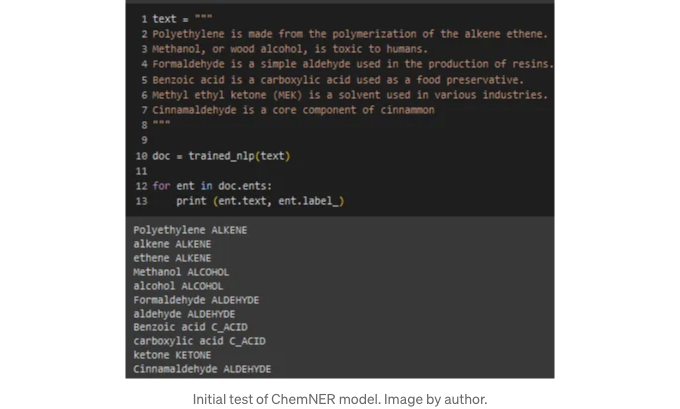 1 text = """
2 Polyethylene is made from the polymerization of the alkene ethene.
3 Methanol, or wood alcohol, is toxic to humans.
4 Formaldehyde is a simple aldehyde used in the production of resins.
5 Benzoic acid is a carboxylic acid used as a food preservative.
6 Methyl ethyl ketone (MEK) is a solvent used in various industries.
7 Cinnamaldehyde is a core component of cinnammon
8 """
9
10 doc = trained_nlp(text)
11
12 for ent in doc.ents:
13     print (ent.text, ent.label_)
Polyethylene ALKENE
alkene ALKENE
ethene ALKENE
Methanol ALCOHOL
alcohol ALCOHOL
Formaldehyde ALDEHYDE
aldehyde ALDEHYDE
Benzoic acid C_ACID
carboxylic acid C_ACID
ketone KETONE
Cinnamaldehyde ALDEHYDE
Initial test of ChemNER model. Image by author.